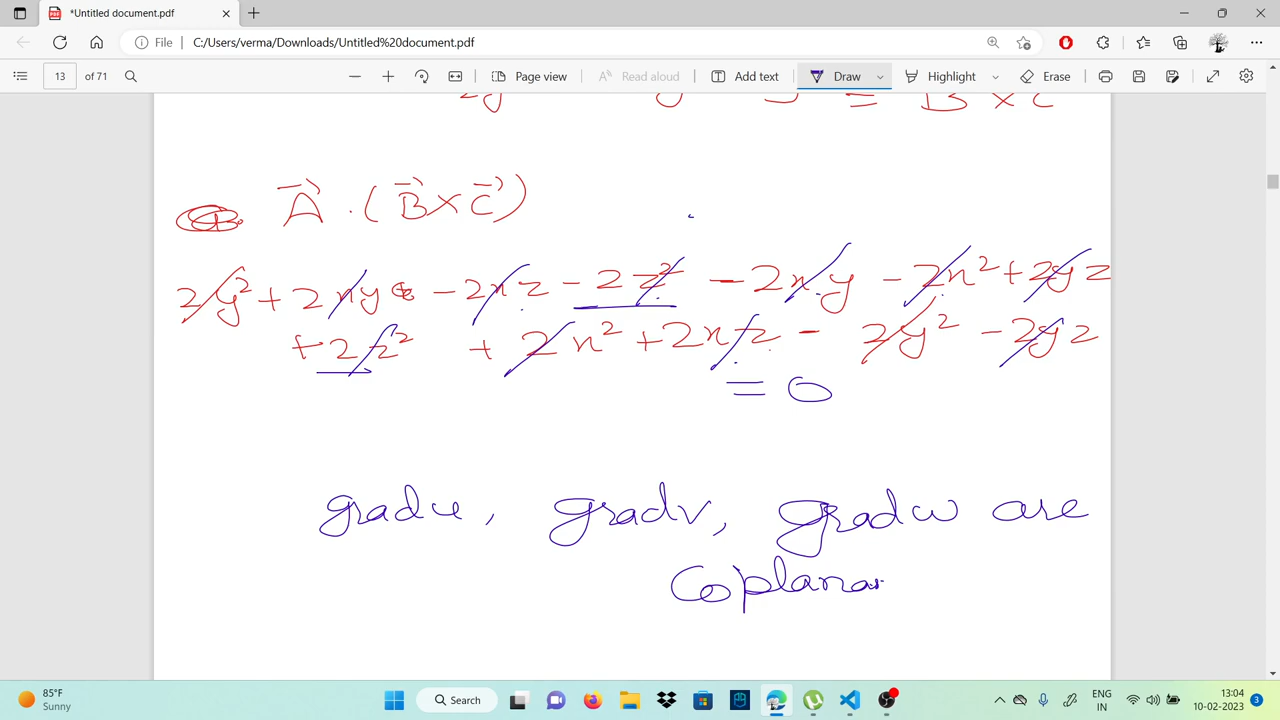 *Untitled document.pdf
File C:/Users/verma/Downloads/Untitled%20document.pdf
13 of 71 Page view Read aloud Add text Draw Highlight Erase
B × C
A⃗ . ( B⃗ × C⃗ )
2y² + 2xy - 2xz - 2z² - 2xy - 2x² + 2yz
+ 2z² + 2x² + 2xz - 2y² - 2yz
= 0
gradu, gradv, gradw are
Coplanar
85°F
Sunny
Search
ENG
IN
13:04
10-02-2023
3